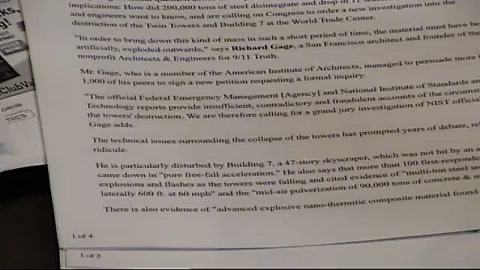 implications: How did 200,000 tons of steel disintegrate and drop in 11
and engineers want to know, and are calling on Congress to order a new investigation into the
destruction of the Twin Towers and Building 7 at the World Trade Center.
"In order to bring down this kind of mass in such a short period of time, the material must have be
artificially, exploded outwards," says Richard Gage, a San Francisco architect and founder of the
nonprofit Architects & Engineers for 9/11 Truth.
Mr. Gage, who is a member of the American Institute of Architects, managed to persuade more t
1,000 of his peers to sign a new petition requesting a formal inquiry.
"The official Federal Emergency Management [Agency] and National Institute of Standards an
Technology reports provide insufficient, contradictory and fraudulent accounts of the circumst
the towers' destruction. We are therefore calling for a grand jury investigation of NIST official
Gage adds.
The technical issues surrounding the collapse of the towers has prompted years of debate, re
ridicule.
He is particularly disturbed by Building 7, a 47-story skyscraper, which was not hit by an a
came down in "pure free-fall acceleration." He also says that more than 100 first-responde
explosions and flashes as the towers were falling and cited evidence of "multi-ton steel se
laterally 600 ft. at 60 mph" and the "mid-air pulverization of 90,000 tons of concrete & m
There is also evidence of "advanced explosive nano-thermitic composite material found
1 of 4
1 of 2